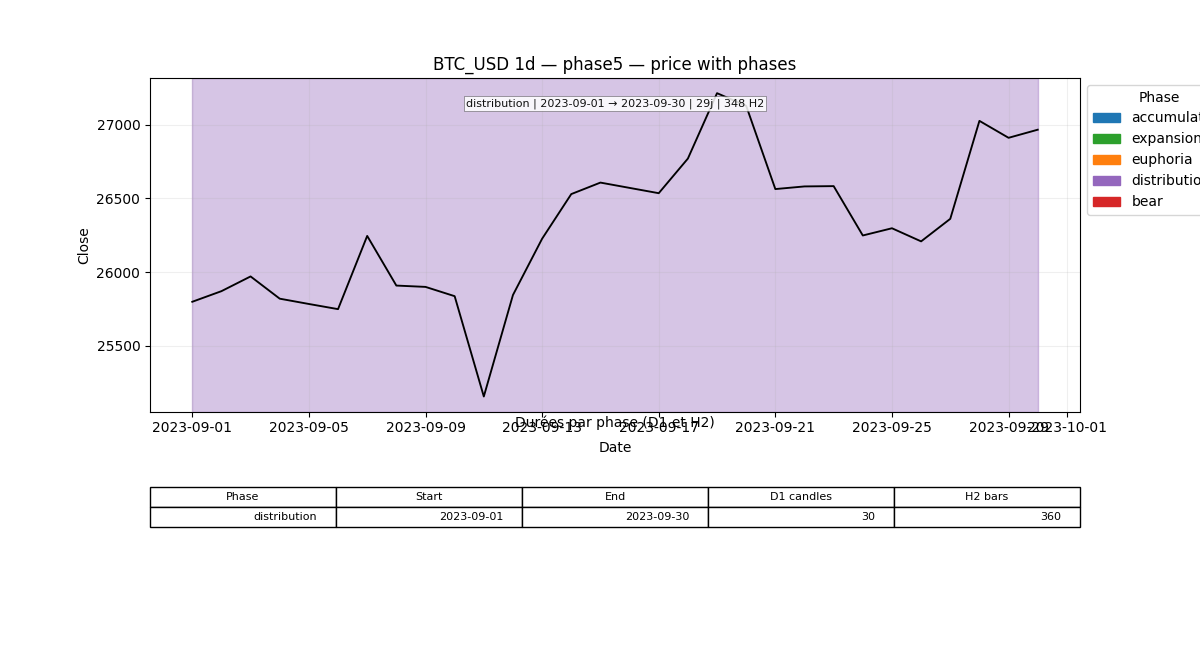 BTC_USD 1d — phase5 — price with phases
distribution | 2023-09-01 → 2023-09-30 | 29j | 348 H2
27000
26500
26000
25500
Close
Phase
accumulat
expansion
euphoria
distributio
bear
2023-09-01 2023-09-05 2023-09-09 2023-09-13 2023-09-17 2023-09-21 2023-09-25 2023-09-29 2023-10-01
Durées par phase (D1 et H2)
Date
Phase Start End D1 candles H2 bars
distribution 2023-09-01 2023-09-30 30 360